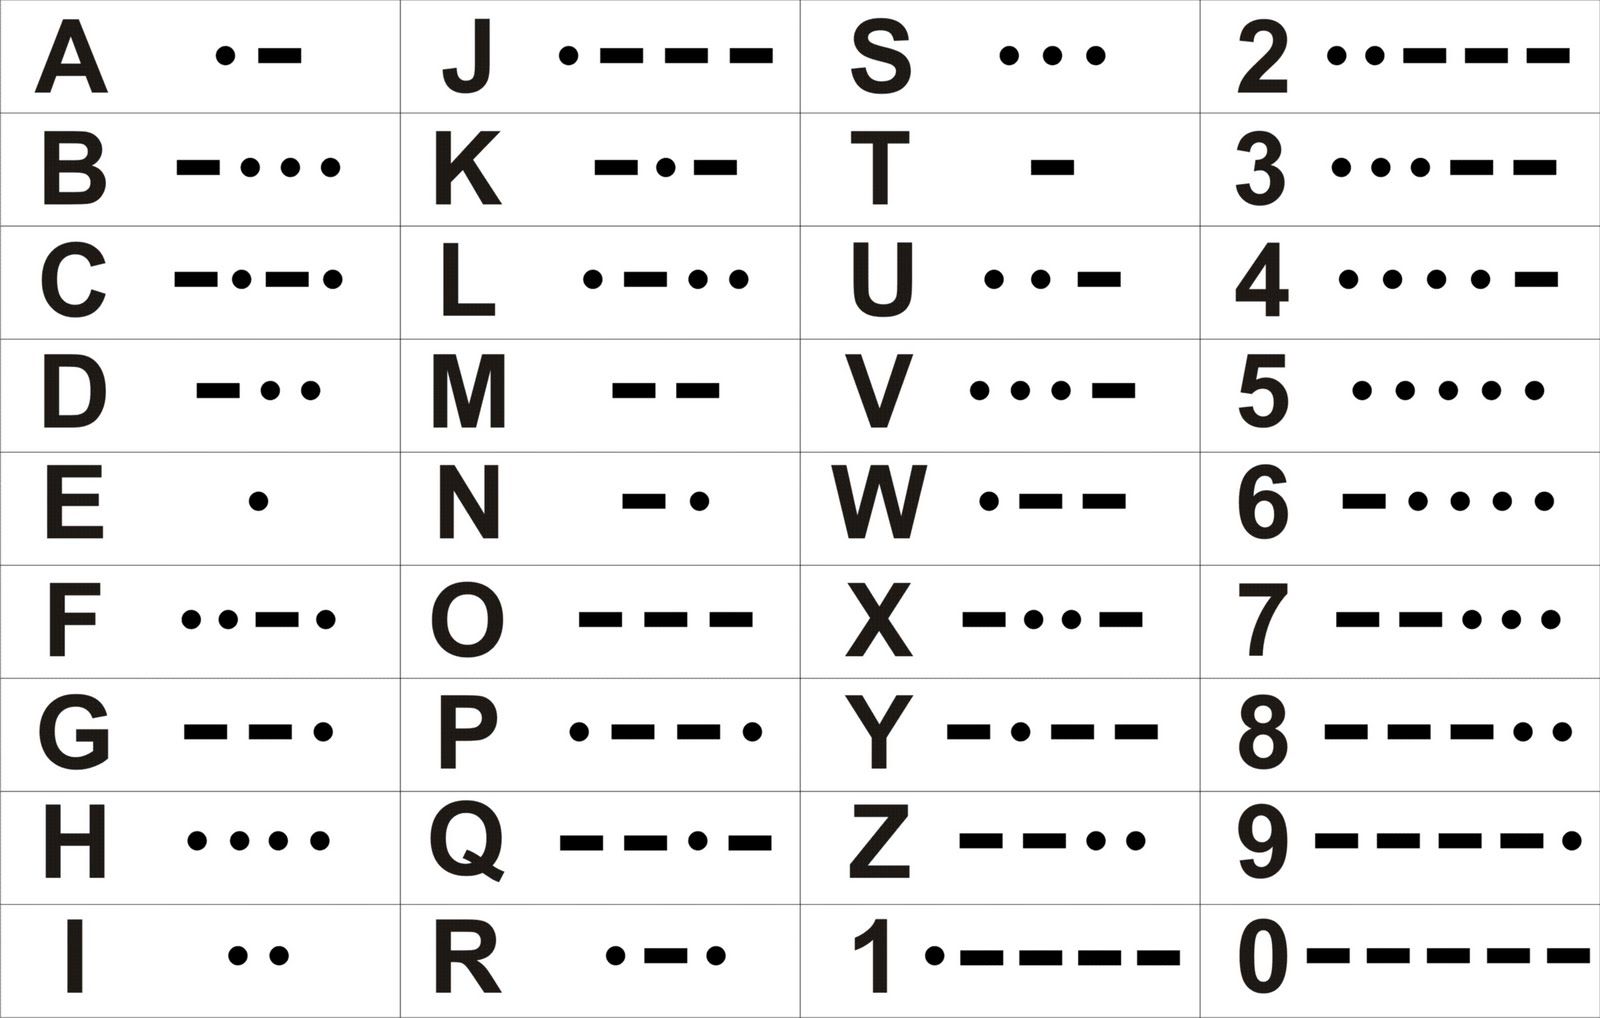 A •– J •––– S ••• 2 ••–––
B –••• K –•– T – 3 •••––
C –•–• L •–•• U ••– 4 ••••–
D –•• M –– V •••– 5 •••••
E • N –• W •–– 6 –••••
F ••–• O ––– X –••– 7 ––•••
G ––• P •––• Y –•–– 8 –––••
H •••• Q ––•– Z ––•• 9 ––––•
I •• R •–• 1 •–––– 0 –––––